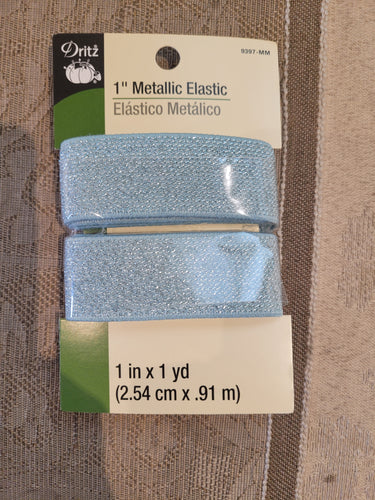 Dritz
9397-MM
1" Metallic Elastic
Elástico Metálico
1 in x 1 yd
(2.54 cm x .91 m)